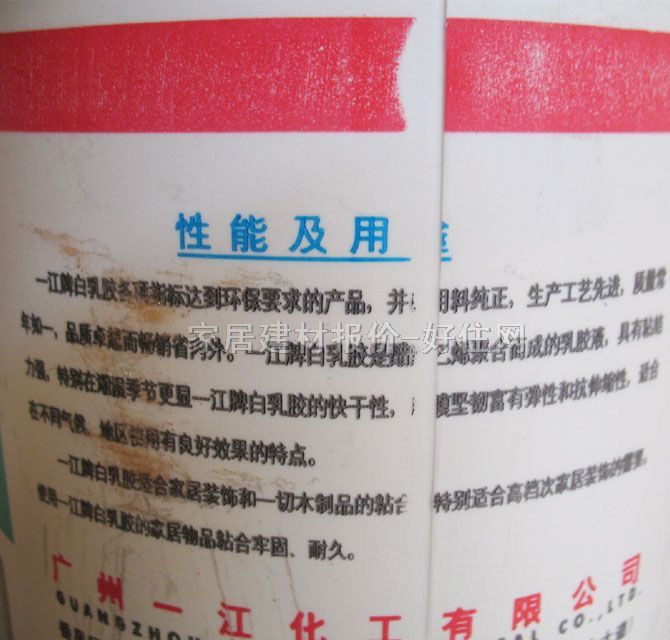 性能及用途
一江牌白乳胶各项指标达到环保要求的产品，并 用料纯正，生产工艺先进，质量常
年如一，品质卓越而畅销省内外。一江牌白乳胶是 乙烯聚合而成的乳胶液，具有粘结
力强，特别在潮湿季节更显一江牌白乳胶的快干性， 膜坚韧富有弹性和抗伸缩性，适合
在不同气候、地区使用有良好效果的特点。
一江牌白乳胶适合家居装饰和一切木制品的粘合 特别适合高档次家居装饰的需要。
使用一江牌白乳胶的家居物品粘合牢固、耐久。
广州一江化工有限公司
GUANGZHO CAL CO.,LTD.
家居建材报价-好住网